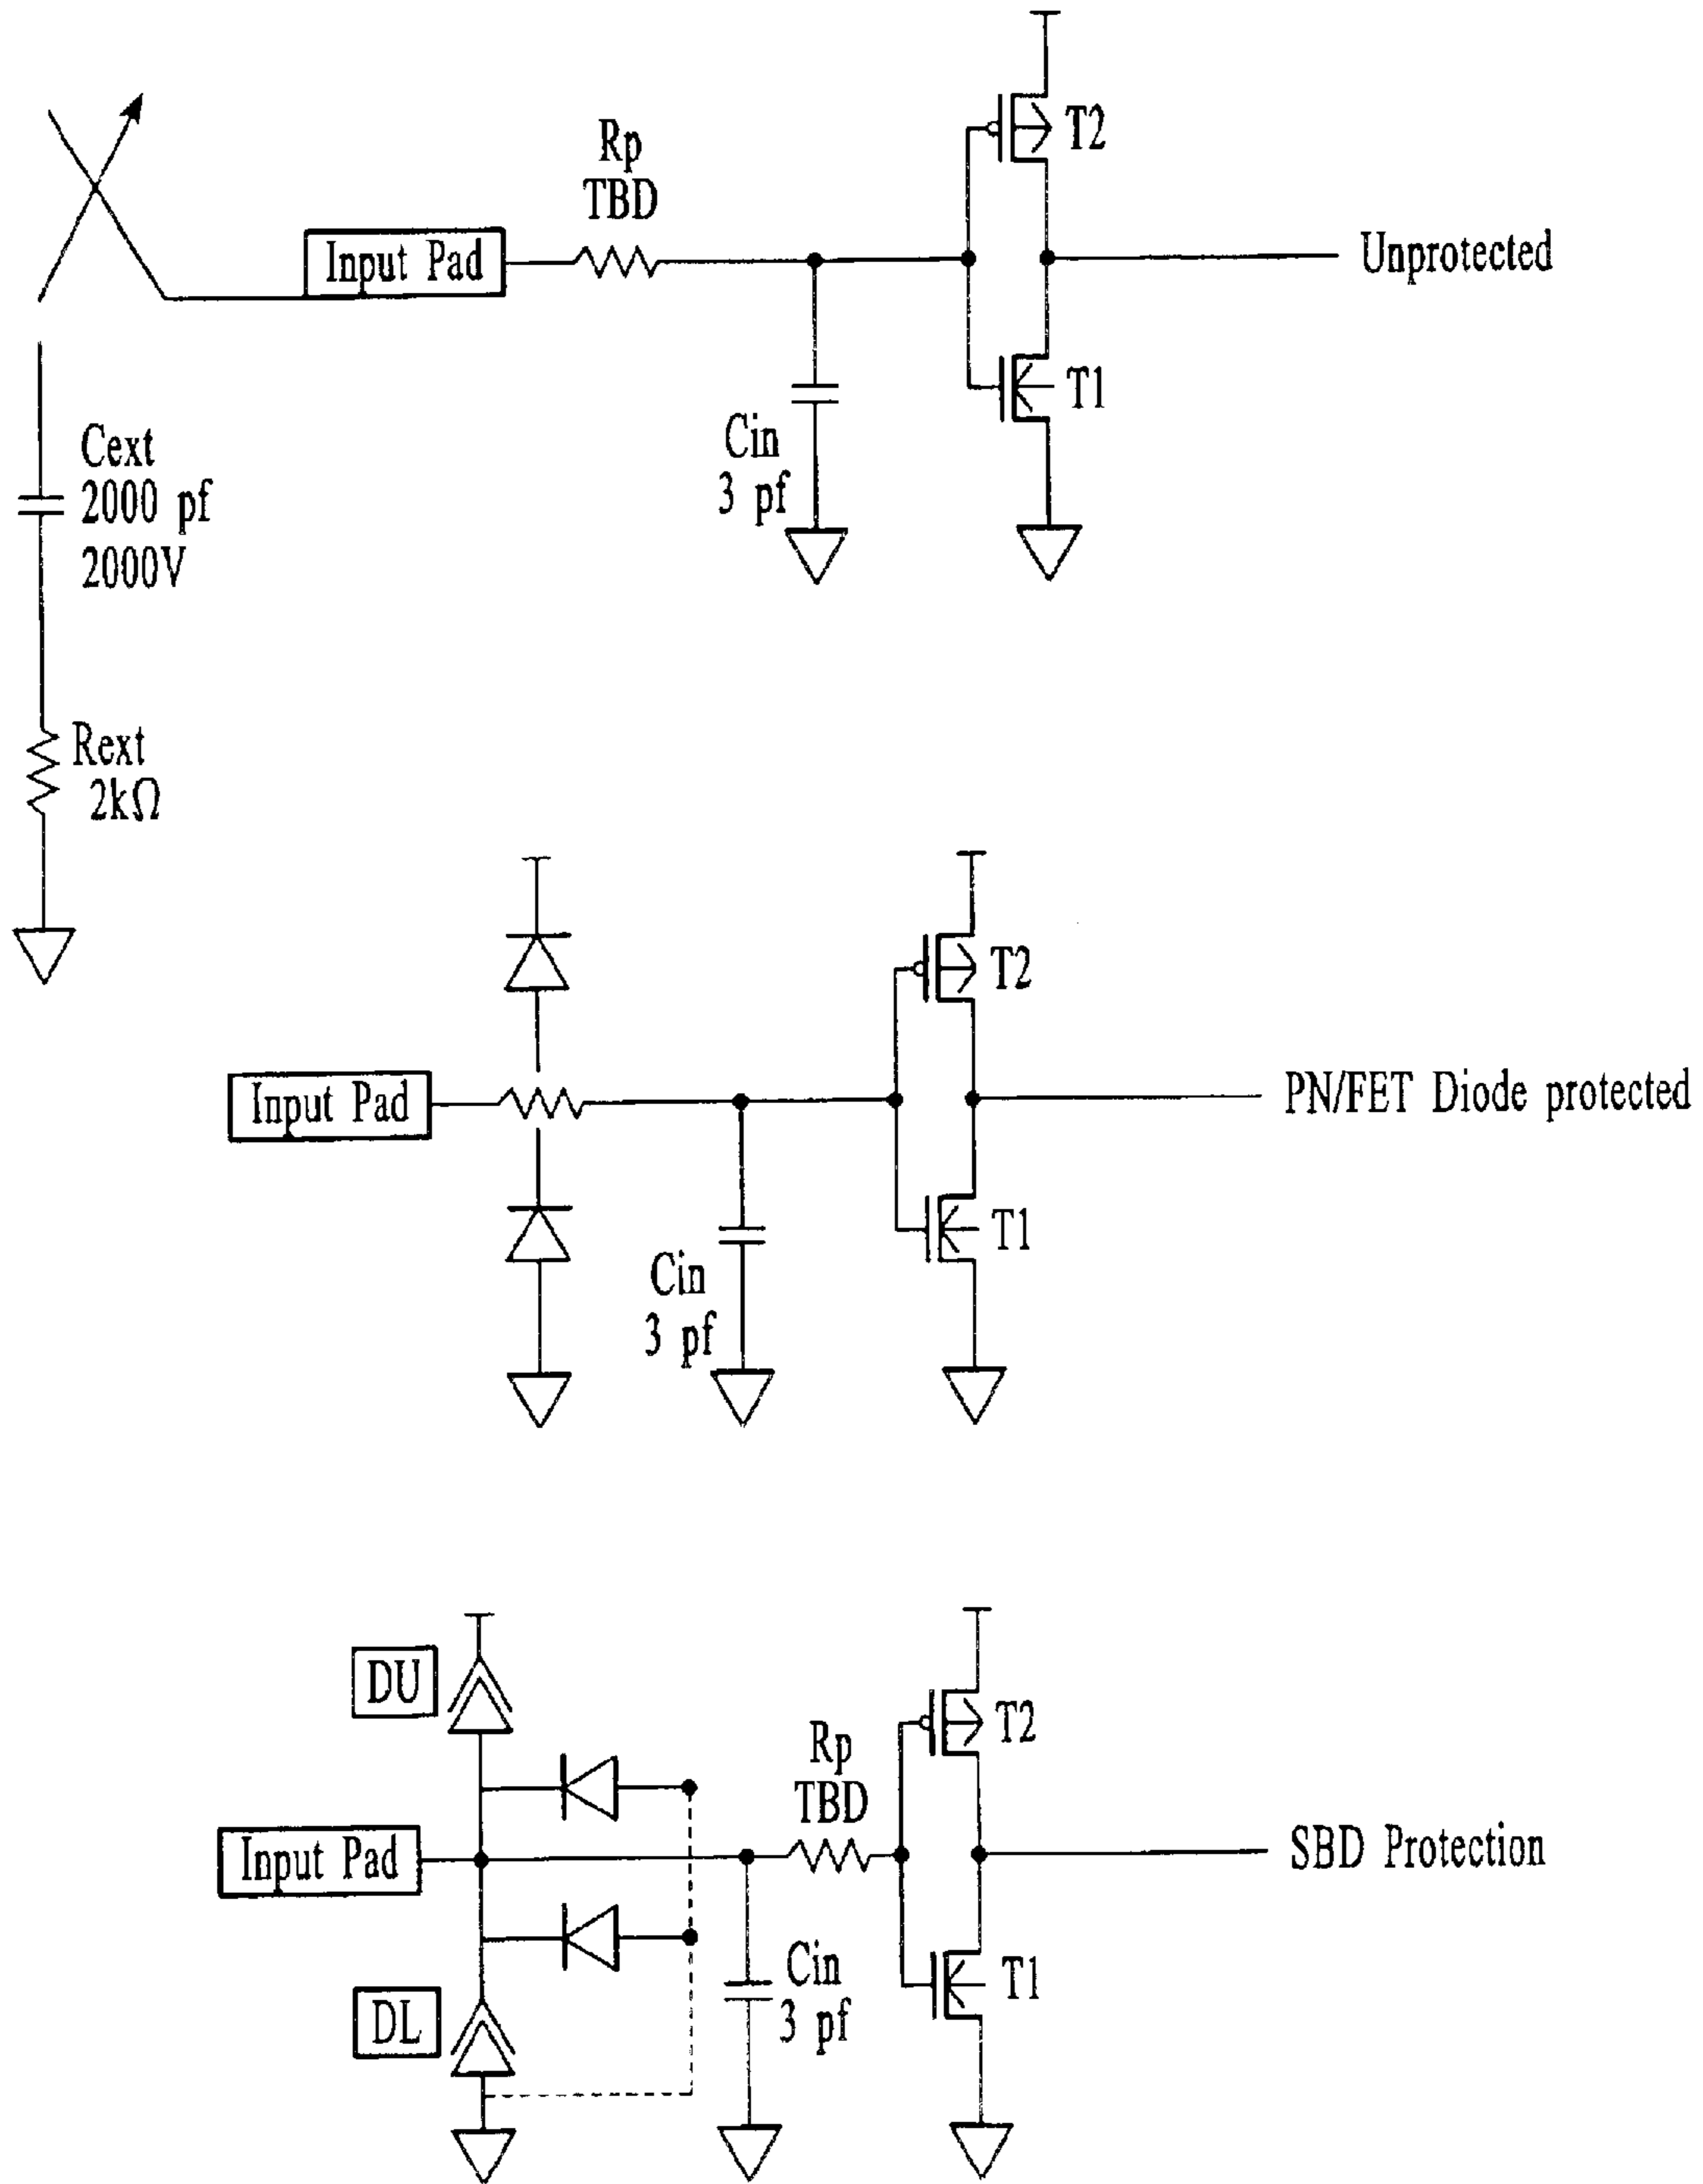 Rp
TBD
T2
Input Pad
Unprotected
T1
Cin
3 pf
Cext
2000 pf
2000V
Rext
2kΩ
T2
Input Pad
PN/FET Diode protected
T1
Cin
3 pf
DU
T2
Rp
TBD
Input Pad
SBD Protection
T1
Cin
3 pf
DL